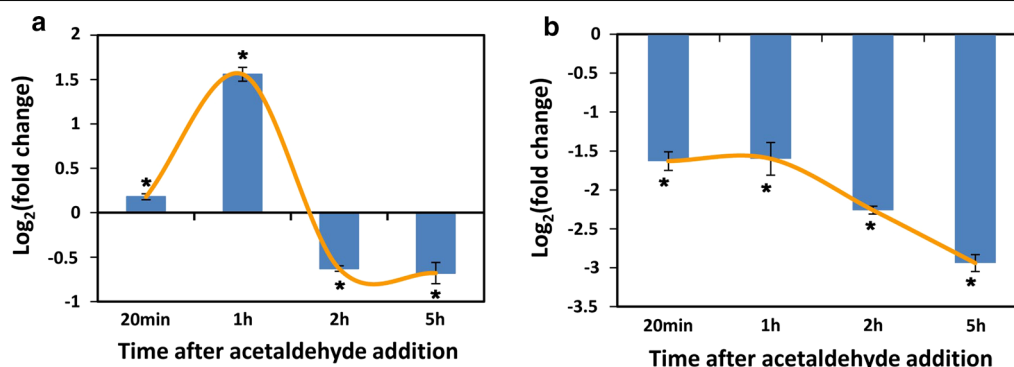 a
2
1.5
1
0.5
0
-0.5
-1
Log₂(fold change)
*
*
*
*
20min 1h 2h 5h
Time after acetaldehyde addition
b
0
-0.5
-1
-1.5
-2
-2.5
-3
-3.5
Log₂(fold change)
*
*
*
*
20min 1h 2h 5h
Time after acetaldehyde addition